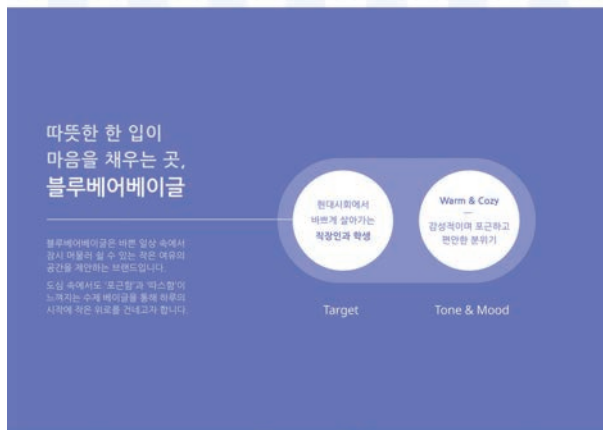 따뜻한 한 입이
마음을 채우는 곳,
블루베어베이글
블루베어베이글은 바쁜 일상 속에서
잠시 머물러 쉴 수 있는 작은 여유의
공간을 제안하는 브랜드입니다.
도심 속에서도 '포근함'과 '따스함'이
느껴지는 수제 베이글을 통해 하루의
시작에 작은 위로를 건네고자 합니다.
현대사회에서
바쁘게 살아가는
직장인과 학생
Target
Warm & Cozy
감성적이며 포근하고
편안한 분위기
Tone & Mood